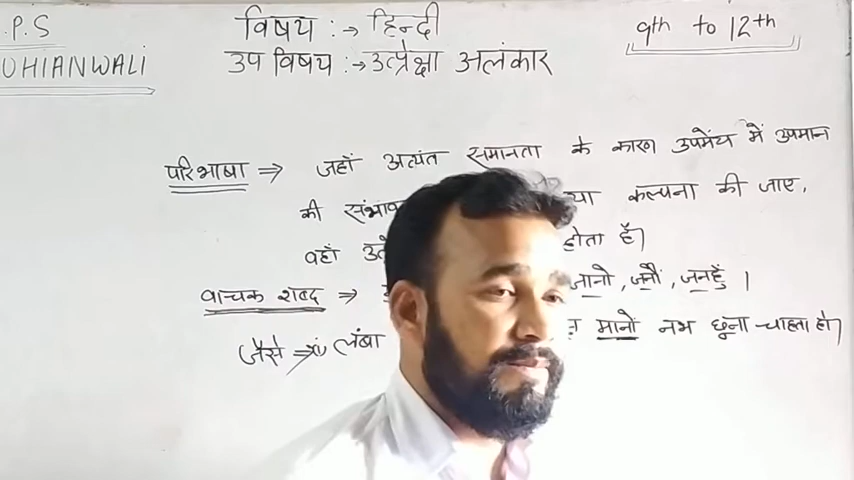 .P.S
UHIANWALI
विषय :→ हिन्दी
उप विषय :→ उत्प्रेक्षा अलंकार
9th to 12th
परिभाषा ⇒ जहाँ अत्यंत समानता के कारण उपमेय में उपमान
की या कल्पना की जाए,
वहाँ होता है।
वाचक शब्द ⇒ जानो, जनौ, जनहुँ ।
जैसे ⇒ लंबा मानो नभ छूना चाहता हो।